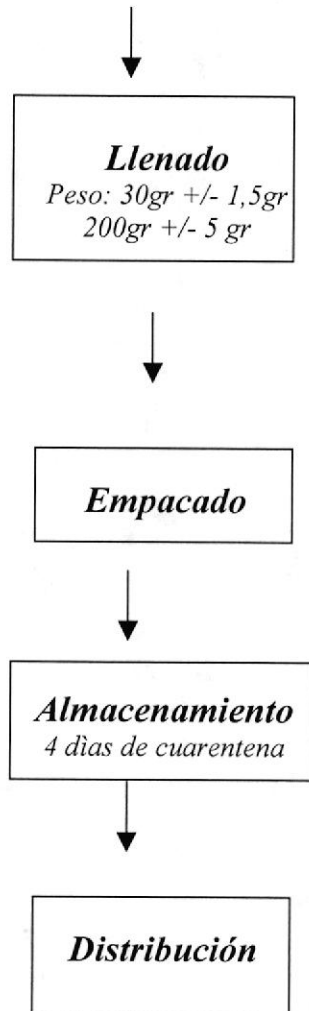 Llenado
Peso: 30gr +/- 1,5gr
200gr +/- 5 gr
Empacado
Almacenamiento
4 dìas de cuarentena
Distribución